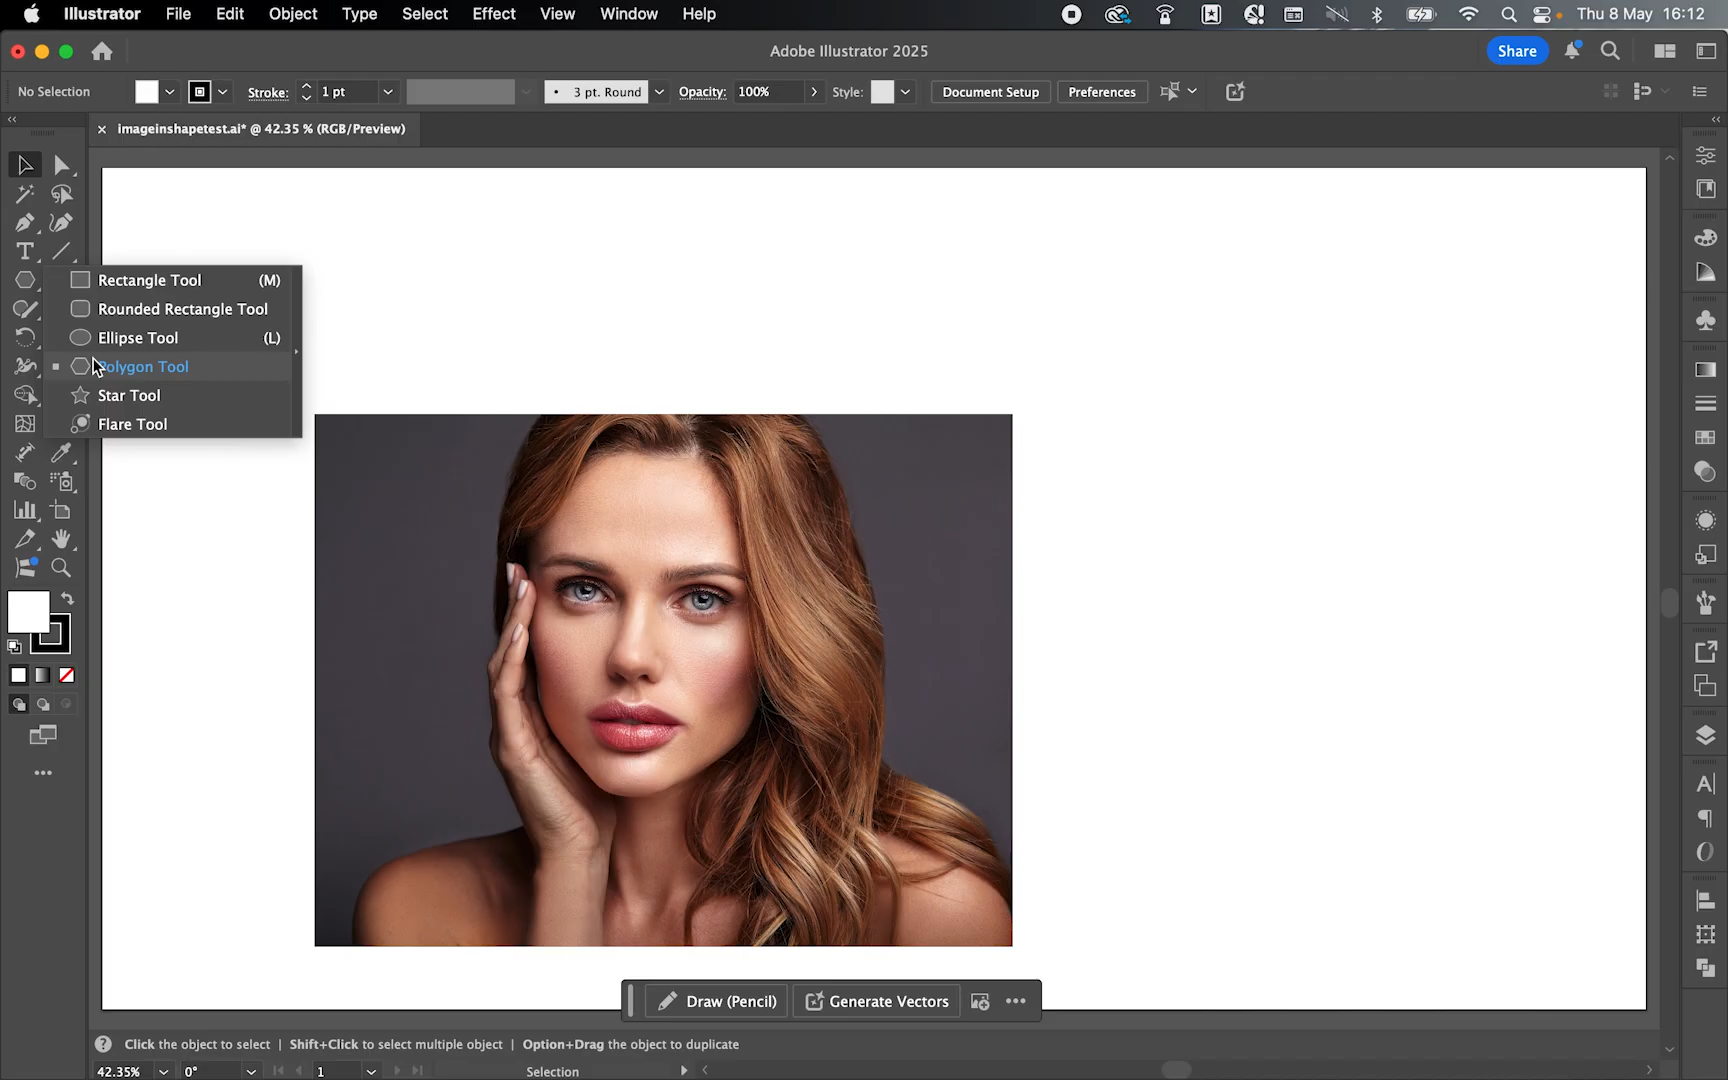 Illustrator File Edit Object Type Select Effect View Window Help Thu 8 May 16:12
Adobe Illustrator 2025 Share
No Selection Stroke: 1 pt 3 pt. Round Opacity: 100% Style: Document Setup Preferences
imageinshapetest.ai* @ 42.35 % (RGB/Preview)
Rectangle Tool (M)
Rounded Rectangle Tool
Ellipse Tool (L)
Polygon Tool
Star Tool
Flare Tool
Draw (Pencil) Generate Vectors
Click the object to select | Shift+Click to select multiple object | Option+Drag the object to duplicate
42.35% 0° 1 Selection